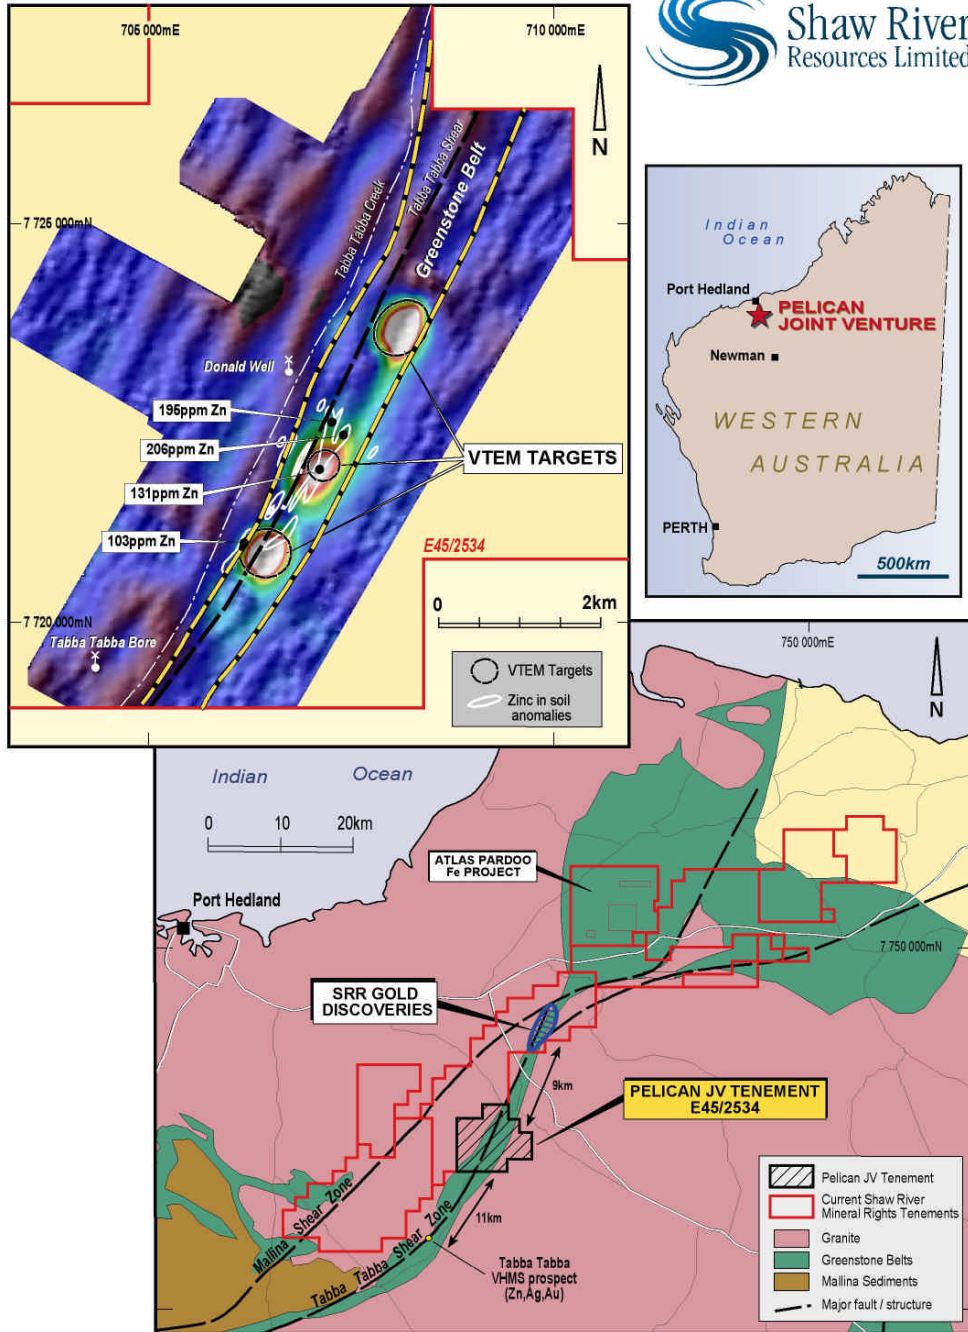 705 000mE
710 000mE
Shaw River
Resources Limited
N
7 725 000mN
Tabba Tabba Creek
Tabba Tabba Shear
Greenstone Belt
Donald Well
195ppm Zn
206ppm Zn
131ppm Zn
103ppm Zn
VTEM TARGETS
E45/2534
7 720 000mN
Tabba Tabba Bore
0 2km
VTEM Targets
Zinc in soil
anomalies
Indian
Ocean
Port Hedland
PELICAN
JOINT VENTURE
Newman
WESTERN
AUSTRALIA
PERTH
500km
750 000mE
N
Indian Ocean
0 10 20km
ATLAS PARDOO
Fe PROJECT
Port Hedland
7 750 000mN
SRR GOLD
DISCOVERIES
9km
PELICAN JV TENEMENT
E45/2534
11km
Mallina Shear Zone
Tabba Tabba Shear Zone
Tabba Tabba
VHMS prospect
(Zn,Ag,Au)
Pelican JV Tenement
Current Shaw River
Mineral Rights Tenements
Granite
Greenstone Belts
Mallina Sediments
Major fault / structure